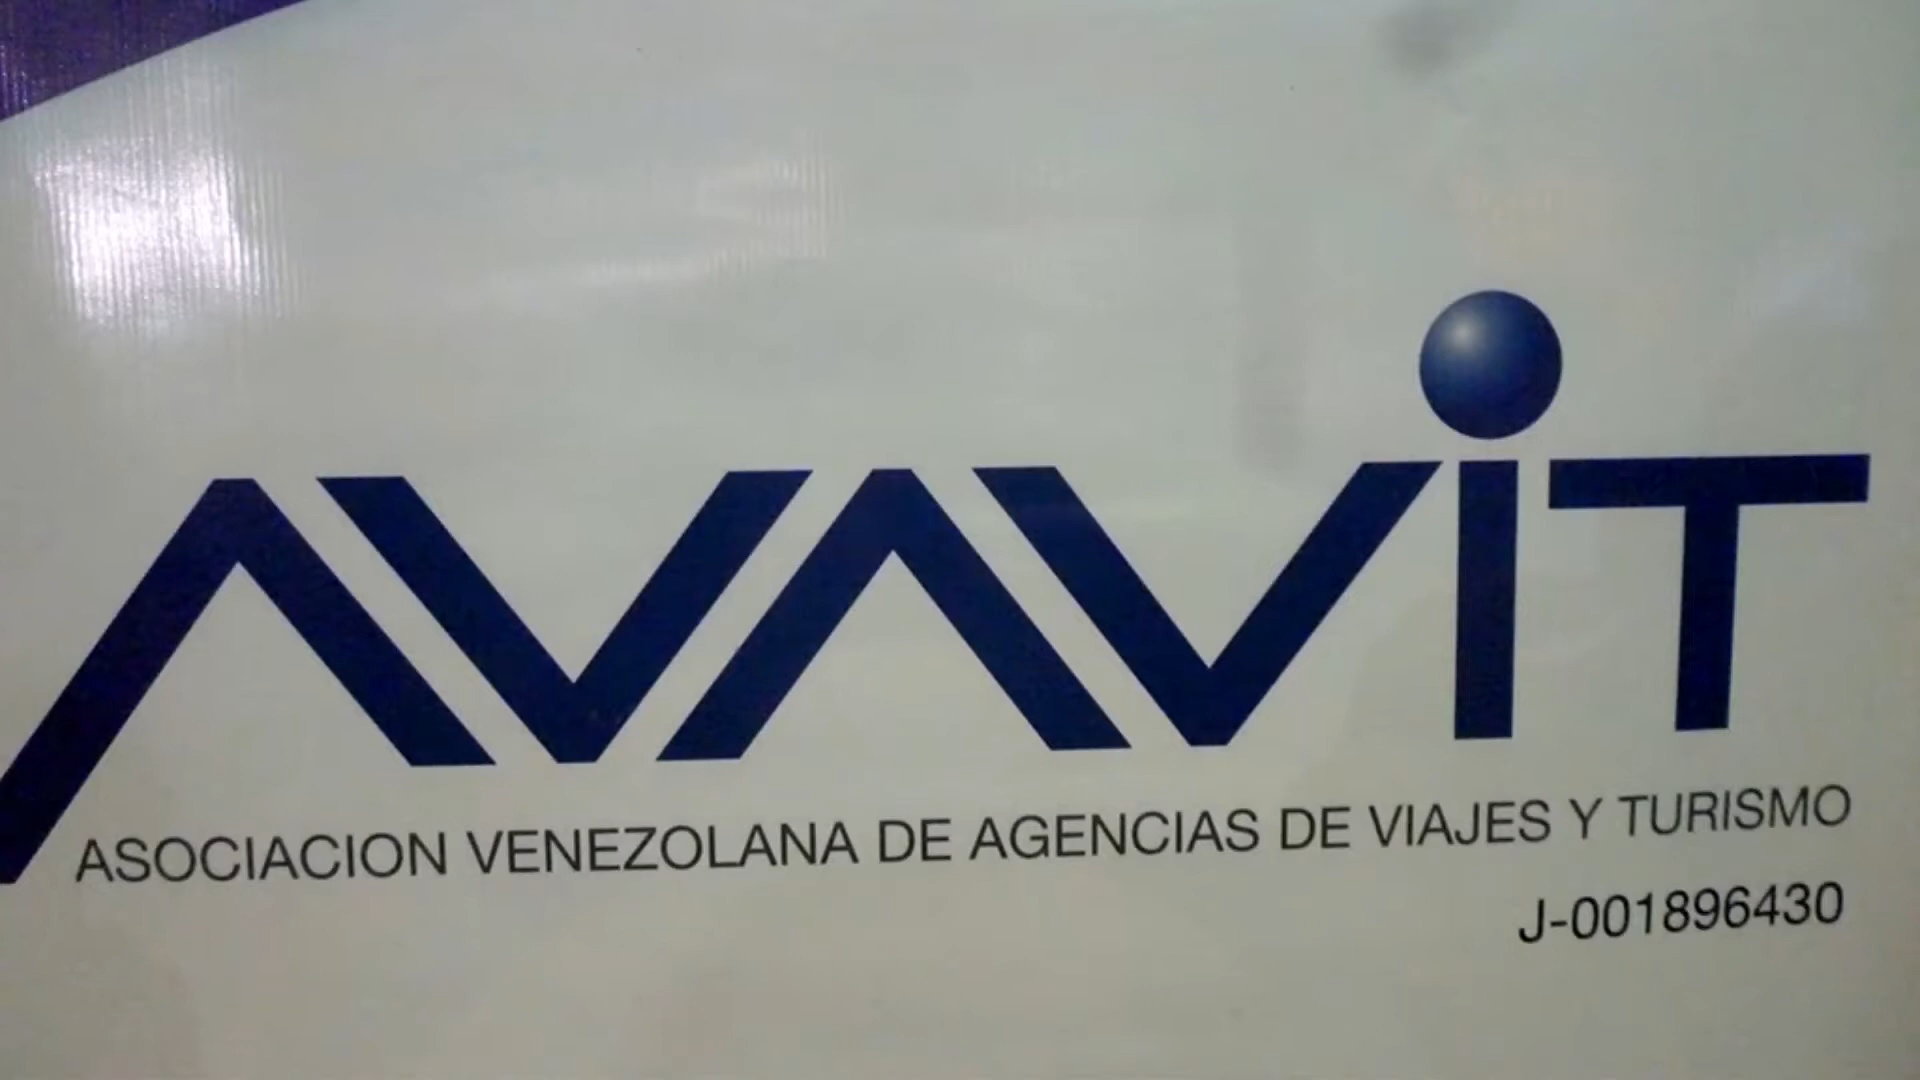 AVAViT
ASOCIACION VENEZOLANA DE AGENCIAS DE VIAJES Y TURISMO
J-001896430